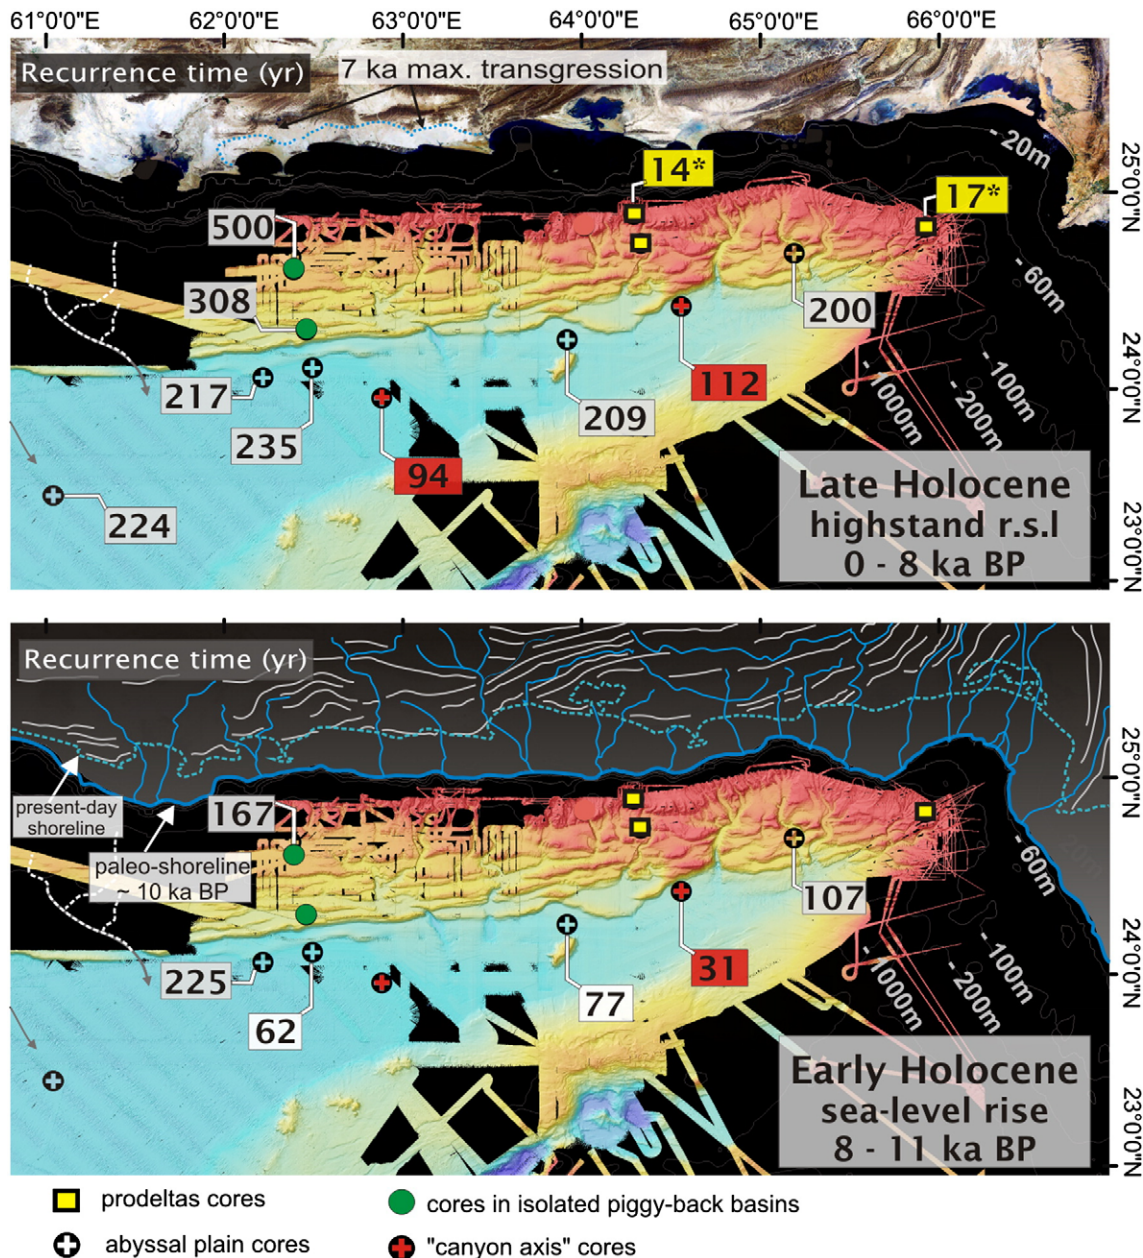 61°0'0"E 62°0'0"E 63°0'0"E 64°0'0"E 65°0'0"E 66°0'0"E
Recurrence time (yr)
7 ka max. transgression
- 20m
25°0'0"N
14*
17*
500
- 60m
308
200
24°0'0"N
112
- 100m
- 200m
- 1000m
217
209
235
94
Late Holocene
highstand r.s.l
0 - 8 ka BP
224
23°0'0"N
Recurrence time (yr)
25°0'0"N
present-day
shoreline
167
paleo-shoreline
~ 10 ka BP
- 60m
107
24°0'0"N
31
- 100m
- 200m
- 1000m
225
77
62
Early Holocene
sea-level rise
8 - 11 ka BP
23°0'0"N
prodeltas cores
cores in isolated piggy-back basins
abyssal plain cores
"canyon axis" cores